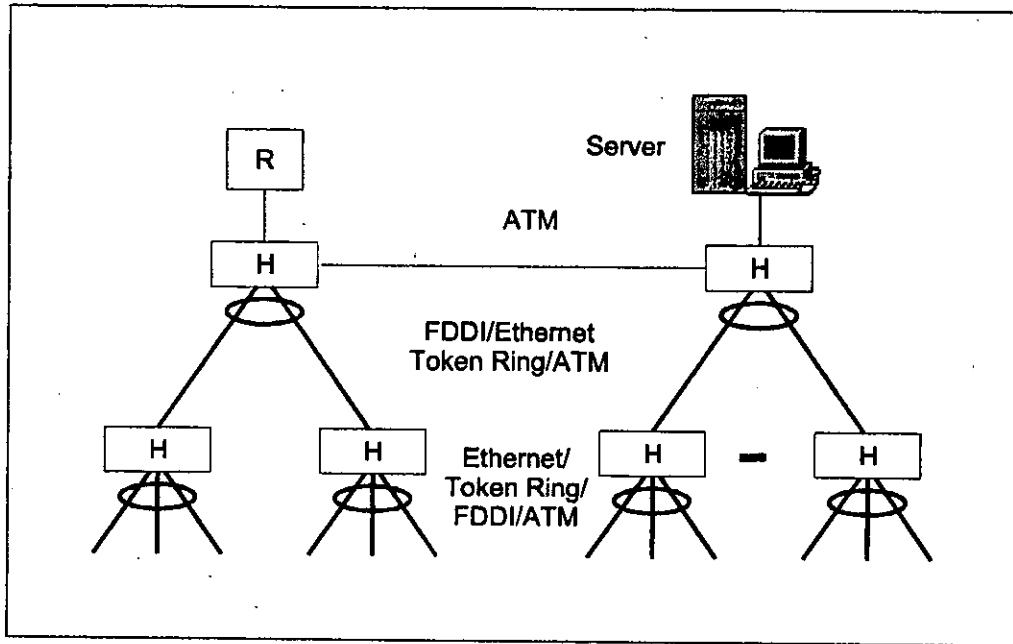 R
Server
ATM
H
H
FDDI/Ethernet
Token Ring/ATM
H
H
H
H
Ethernet/
Token Ring/
FDDI/ATM